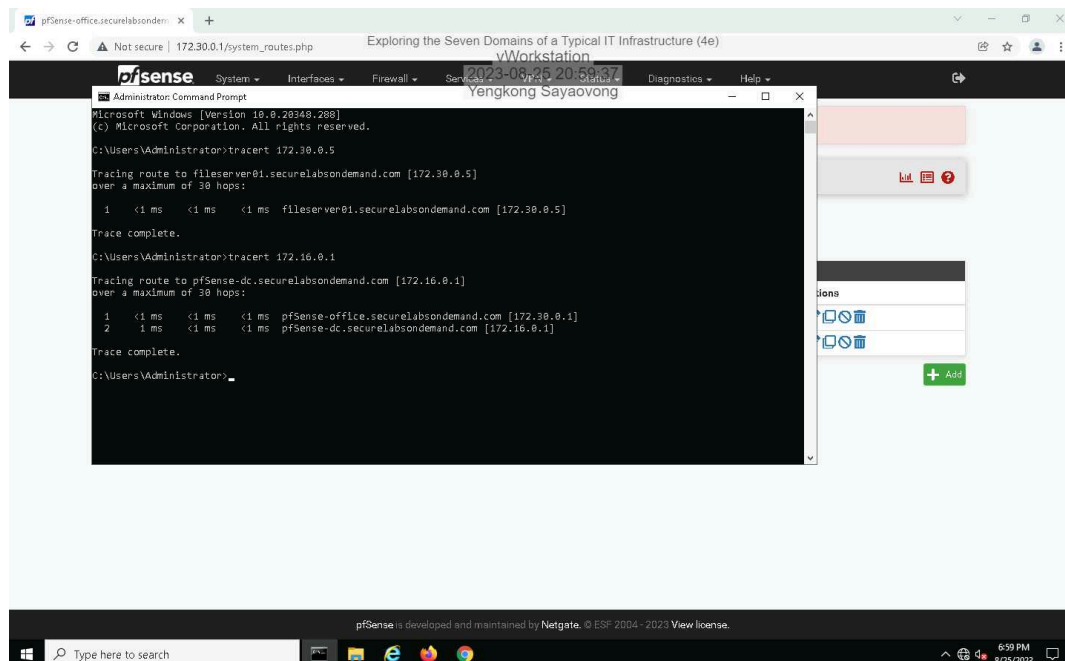 pfSense-office.securelabsondem
Not secure | 172.30.0.1/system_routes.php
Exploring the Seven Domains of a Typical IT Infrastructure (4e)
vWorkstation
2023-08-25 20:59:37
Yengkong Sayaovong
pfsense System Interfaces Firewall Services Status Diagnostics Help
Administrator: Command Prompt
Microsoft Windows [Version 10.0.20348.288]
(c) Microsoft Corporation. All rights reserved.
C:\Users\Administrator>tracert 172.30.0.5
Tracing route to fileserver01.securelabsondemand.com [172.30.0.5]
over a maximum of 30 hops:
1 <1 ms <1 ms <1 ms fileserver01.securelabsondemand.com [172.30.0.5]
Trace complete.
C:\Users\Administrator>tracert 172.16.0.1
Tracing route to pfSense-dc.securelabsondemand.com [172.16.0.1]
over a maximum of 30 hops:
1 <1 ms <1 ms <1 ms pfSense-office.securelabsondemand.com [172.30.0.1]
2 1 ms <1 ms <1 ms pfSense-dc.securelabsondemand.com [172.16.0.1]
Trace complete.
C:\Users\Administrator>
tions
Add
pfSense is developed and maintained by Netgate. © ESF 2004 - 2023 View license.
Type here to search
6:59 PM
8/25/2023